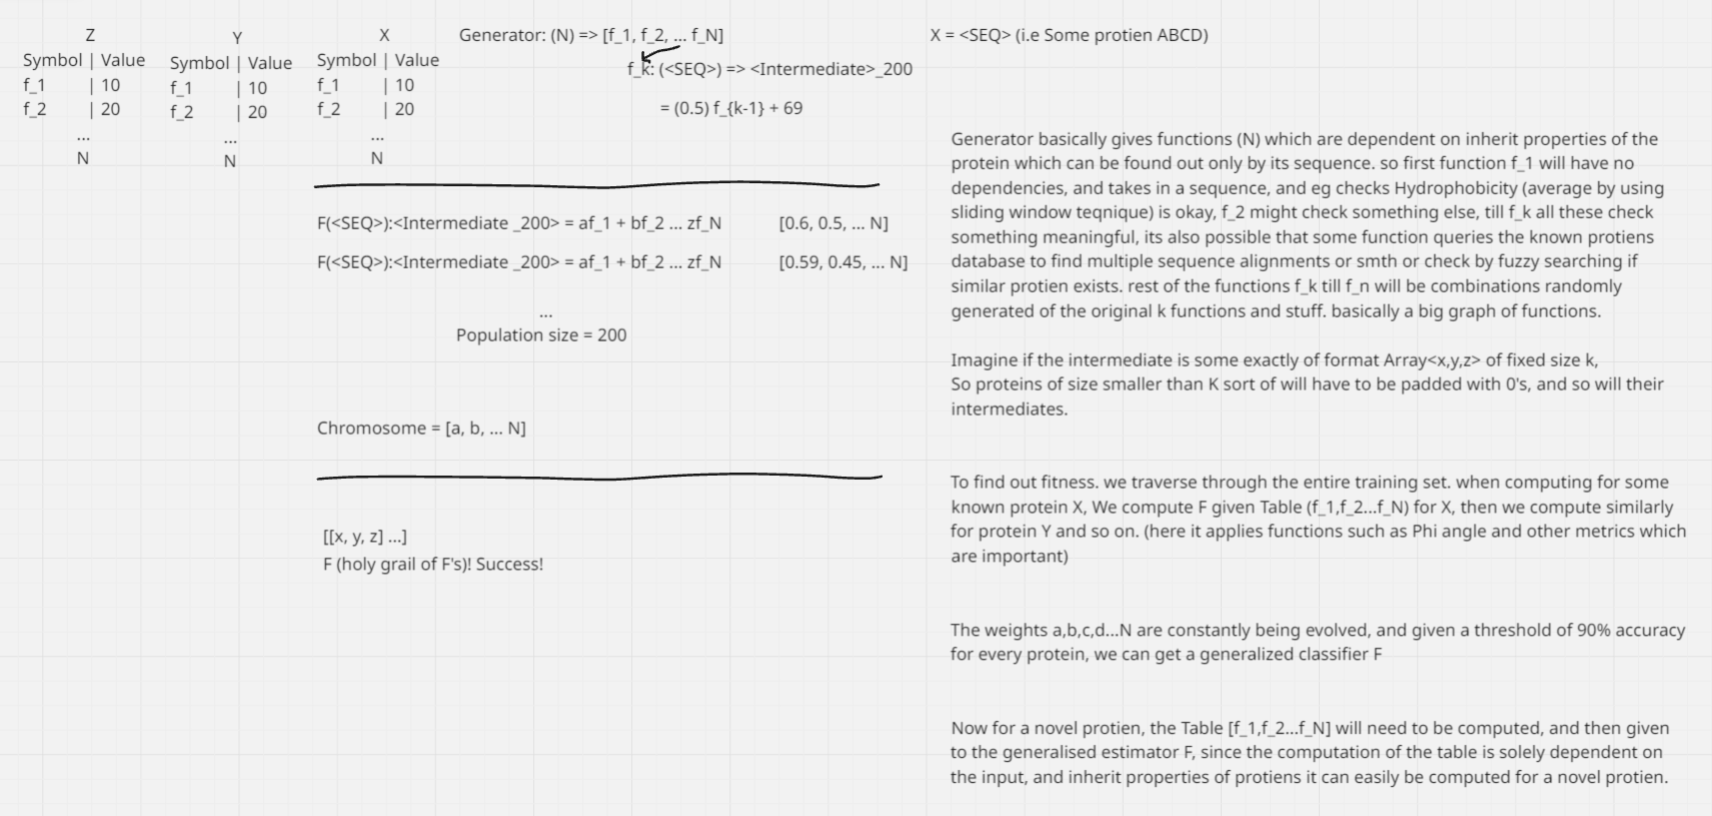 Z
Symbol | Value
f_1 | 10
f_2 | 20
...
N
Y
Symbol | Value
f_1 | 10
f_2 | 20
...
N
X
Symbol | Value
f_1 | 10
f_2 | 20
...
N
Generator: (N) => [f_1, f_2, ... f_N]
f_k: (<SEQ>) => <Intermediate>_200
= (0.5) f_{k-1} + 69
F(<SEQ>):<Intermediate _200> = af_1 + bf_2 ... zf_N [0.6, 0.5, ... N]
F(<SEQ>):<Intermediate _200> = af_1 + bf_2 ... zf_N [0.59, 0.45, ... N]
...
Population size = 200
Chromosome = [a, b, ... N]
[[x, y, z] ...]
F (holy grail of F's)! Success!
X = <SEQ> (i.e Some protien ABCD)
Generator basically gives functions (N) which are dependent on inherit properties of the
protein which can be found out only by its sequence. so first function f_1 will have no
dependencies, and takes in a sequence, and eg checks Hydrophobicity (average by using
sliding window teqnique) is okay, f_2 might check something else, till f_k all these check
something meaningful, its also possible that some function queries the known protiens
database to find multiple sequence alignments or smth or check by fuzzy searching if
similar protien exists. rest of the functions f_k till f_n will be combinations randomly
generated of the original k functions and stuff. basically a big graph of functions.
Imagine if the intermediate is some exactly of format Array<x,y,z> of fixed size k,
So proteins of size smaller than K sort of will have to be padded with 0's, and so will their
intermediates.
To find out fitness. we traverse through the entire training set. when computing for some
known protein X, We compute F given Table (f_1,f_2...f_N) for X, then we compute similarly
for protein Y and so on. (here it applies functions such as Phi angle and other metrics which
are important)
The weights a,b,c,d...N are constantly being evolved, and given a threshold of 90% accuracy
for every protein, we can get a generalized classifier F
Now for a novel protien, the Table [f_1,f_2...f_N] will need to be computed, and then given
to the generalised estimator F, since the computation of the table is solely dependent on
the input, and inherit properties of protiens it can easily be computed for a novel protien.